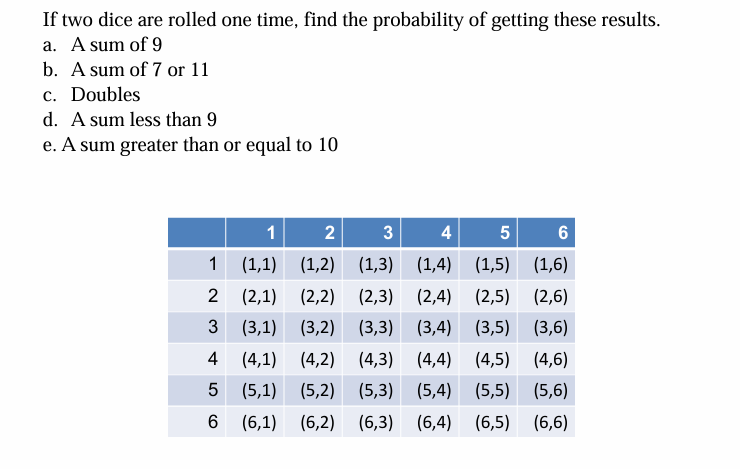 If two dice are rolled one time, find the probability of getting these results.
a. A sum of 9
b. A sum of 7 or 11
c. Doubles
d. A sum less than 9
e. A sum greater than or equal to 10
1 2 3 4 5 6
1 (1,1) (1,2) (1,3) (1,4) (1,5) (1,6)
2 (2,1) (2,2) (2,3) (2,4) (2,5) (2,6)
3 (3,1) (3,2) (3,3) (3,4) (3,5) (3,6)
4 (4,1) (4,2) (4,3) (4,4) (4,5) (4,6)
5 (5,1) (5,2) (5,3) (5,4) (5,5) (5,6)
6 (6,1) (6,2) (6,3) (6,4) (6,5) (6,6)